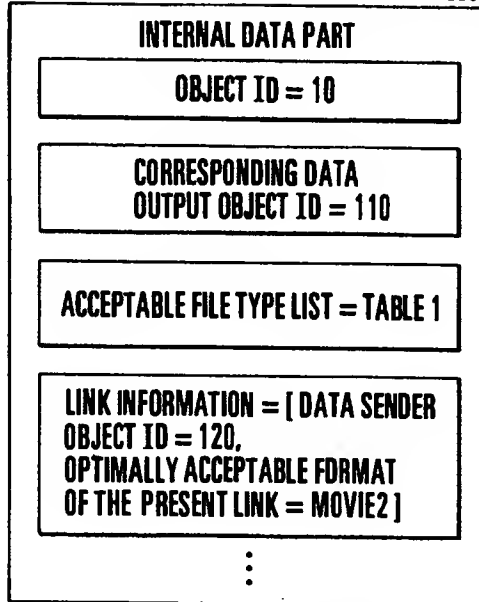 INTERNAL DATA PART
OBJECT ID = 10
CORRESPONDING DATA
OUTPUT OBJECT ID = 110
ACCEPTABLE FILE TYPE LIST = TABLE 1
LINK INFORMATION = [ DATA SENDER
OBJECT ID = 120,
OPTIMALLY ACCEPTABLE FORMAT
OF THE PRESENT LINK = MOVIE2 ]
⋮